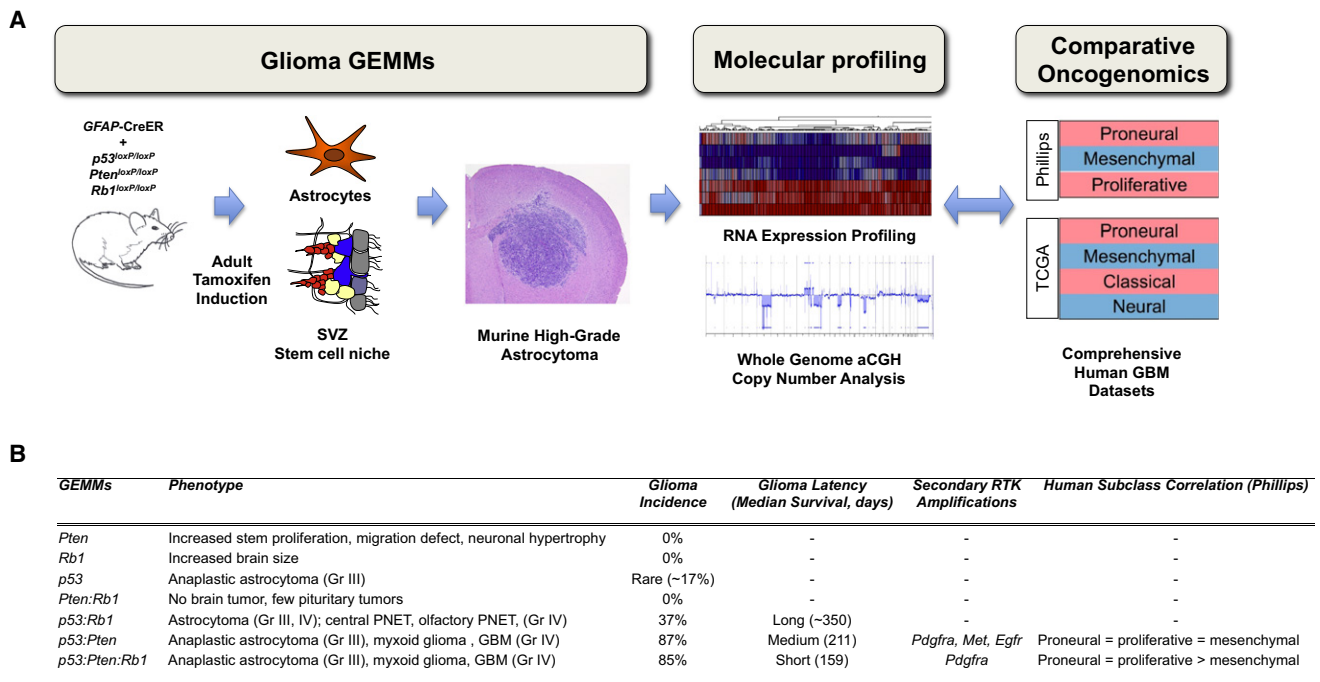 A
Glioma GEMMs
Molecular profiling
Comparative
Oncogenomics
GFAP-CreER
+
p53loxP/loxP
PtenloxP/loxP
Rb1loxP/loxP
Adult
Tamoxifen
Induction
Astrocytes
SVZ
Stem cell niche
Murine High-Grade
Astrocytoma
RNA Expression Profiling
Whole Genome aCGH
Copy Number Analysis
Phillips
Proneural
Mesenchymal
Proliferative
TCGA
Proneural
Mesenchymal
Classical
Neural
Comprehensive
Human GBM
Datasets
B
GEMMs Phenotype Glioma Incidence Glioma Latency (Median Survival, days) Secondary RTK Amplifications Human Subclass Correlation (Phillips)
Pten Increased stem proliferation, migration defect, neuronal hypertrophy 0% - - -
Rb1 Increased brain size 0% - - -
p53 Anaplastic astrocytoma (Gr III) Rare (~17%) - - -
Pten:Rb1 No brain tumor, few pituritary tumors 0% - - -
p53:Rb1 Astrocytoma (Gr III, IV); central PNET, olfactory PNET, (Gr IV) 37% Long (~350) - -
p53:Pten Anaplastic astrocytoma (Gr III), myxoid glioma , GBM (Gr IV) 87% Medium (211) Pdgfra, Met, Egfr Proneural = proliferative = mesenchymal
p53:Pten:Rb1 Anaplastic astrocytoma (Gr III), myxoid glioma, GBM (Gr IV) 85% Short (159) Pdgfra Proneural = proliferative > mesenchymal